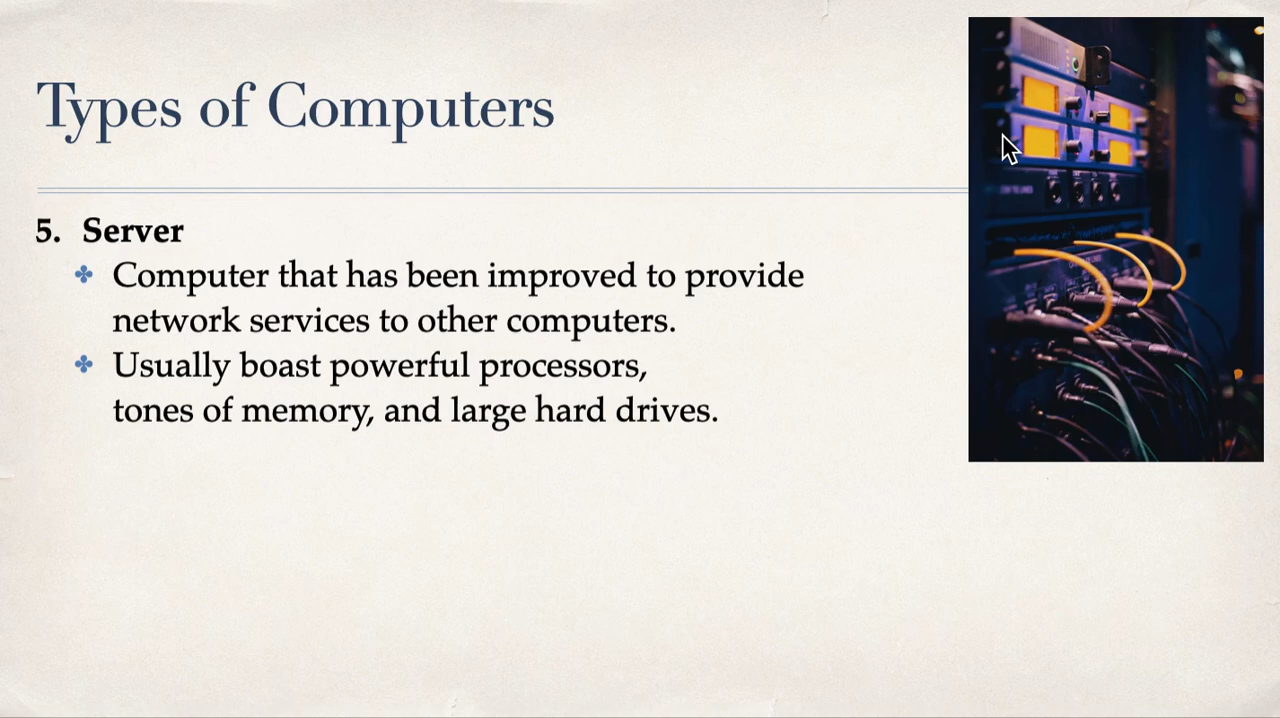 Types of Computers
5. Server
✤ Computer that has been improved to provide
network services to other computers.
✤ Usually boast powerful processors,
tones of memory, and large hard drives.